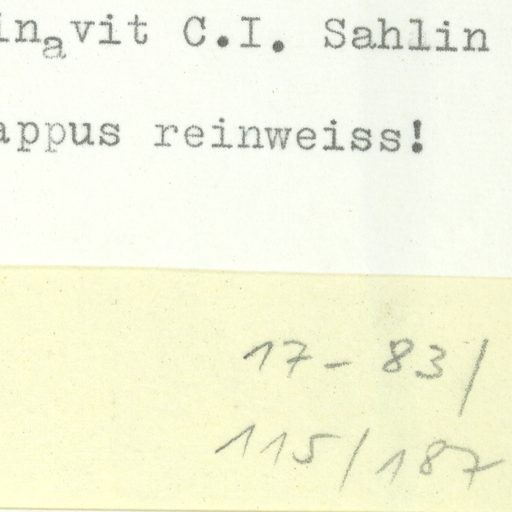 inavit C.I. Sahlin
appus reinweiss!
17-83/
115/187